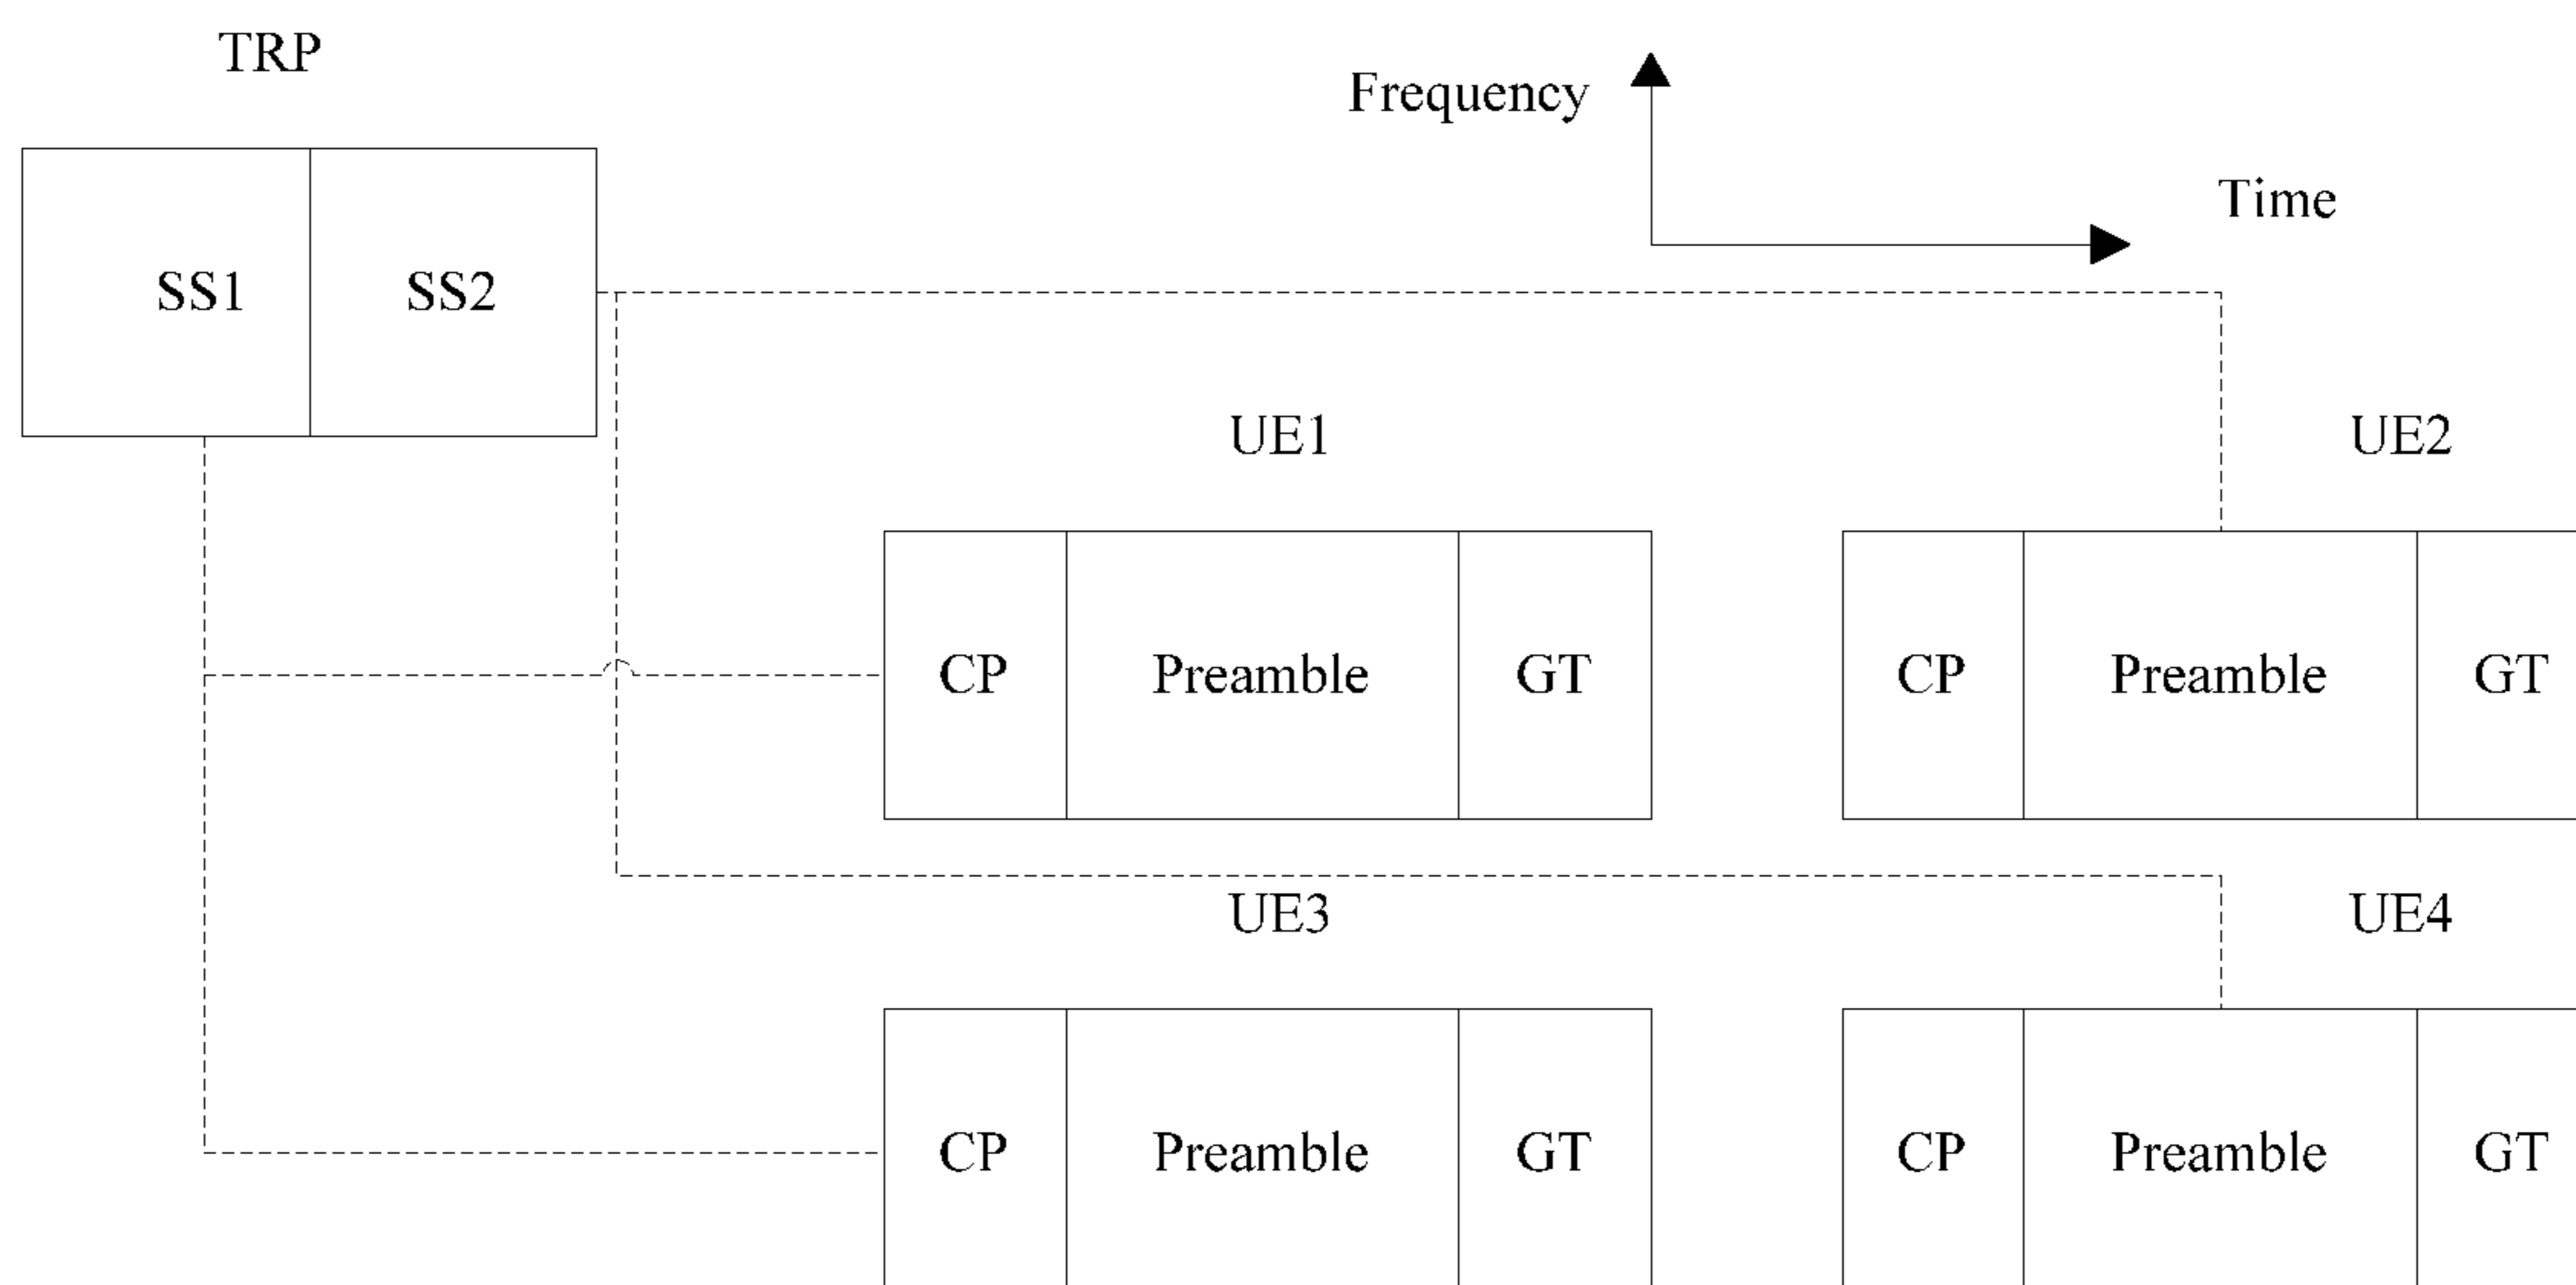 TRP
Frequency
Time
SS1 SS2
UE1 UE2
CP Preamble GT CP Preamble GT
UE3 UE4
CP Preamble GT CP Preamble GT